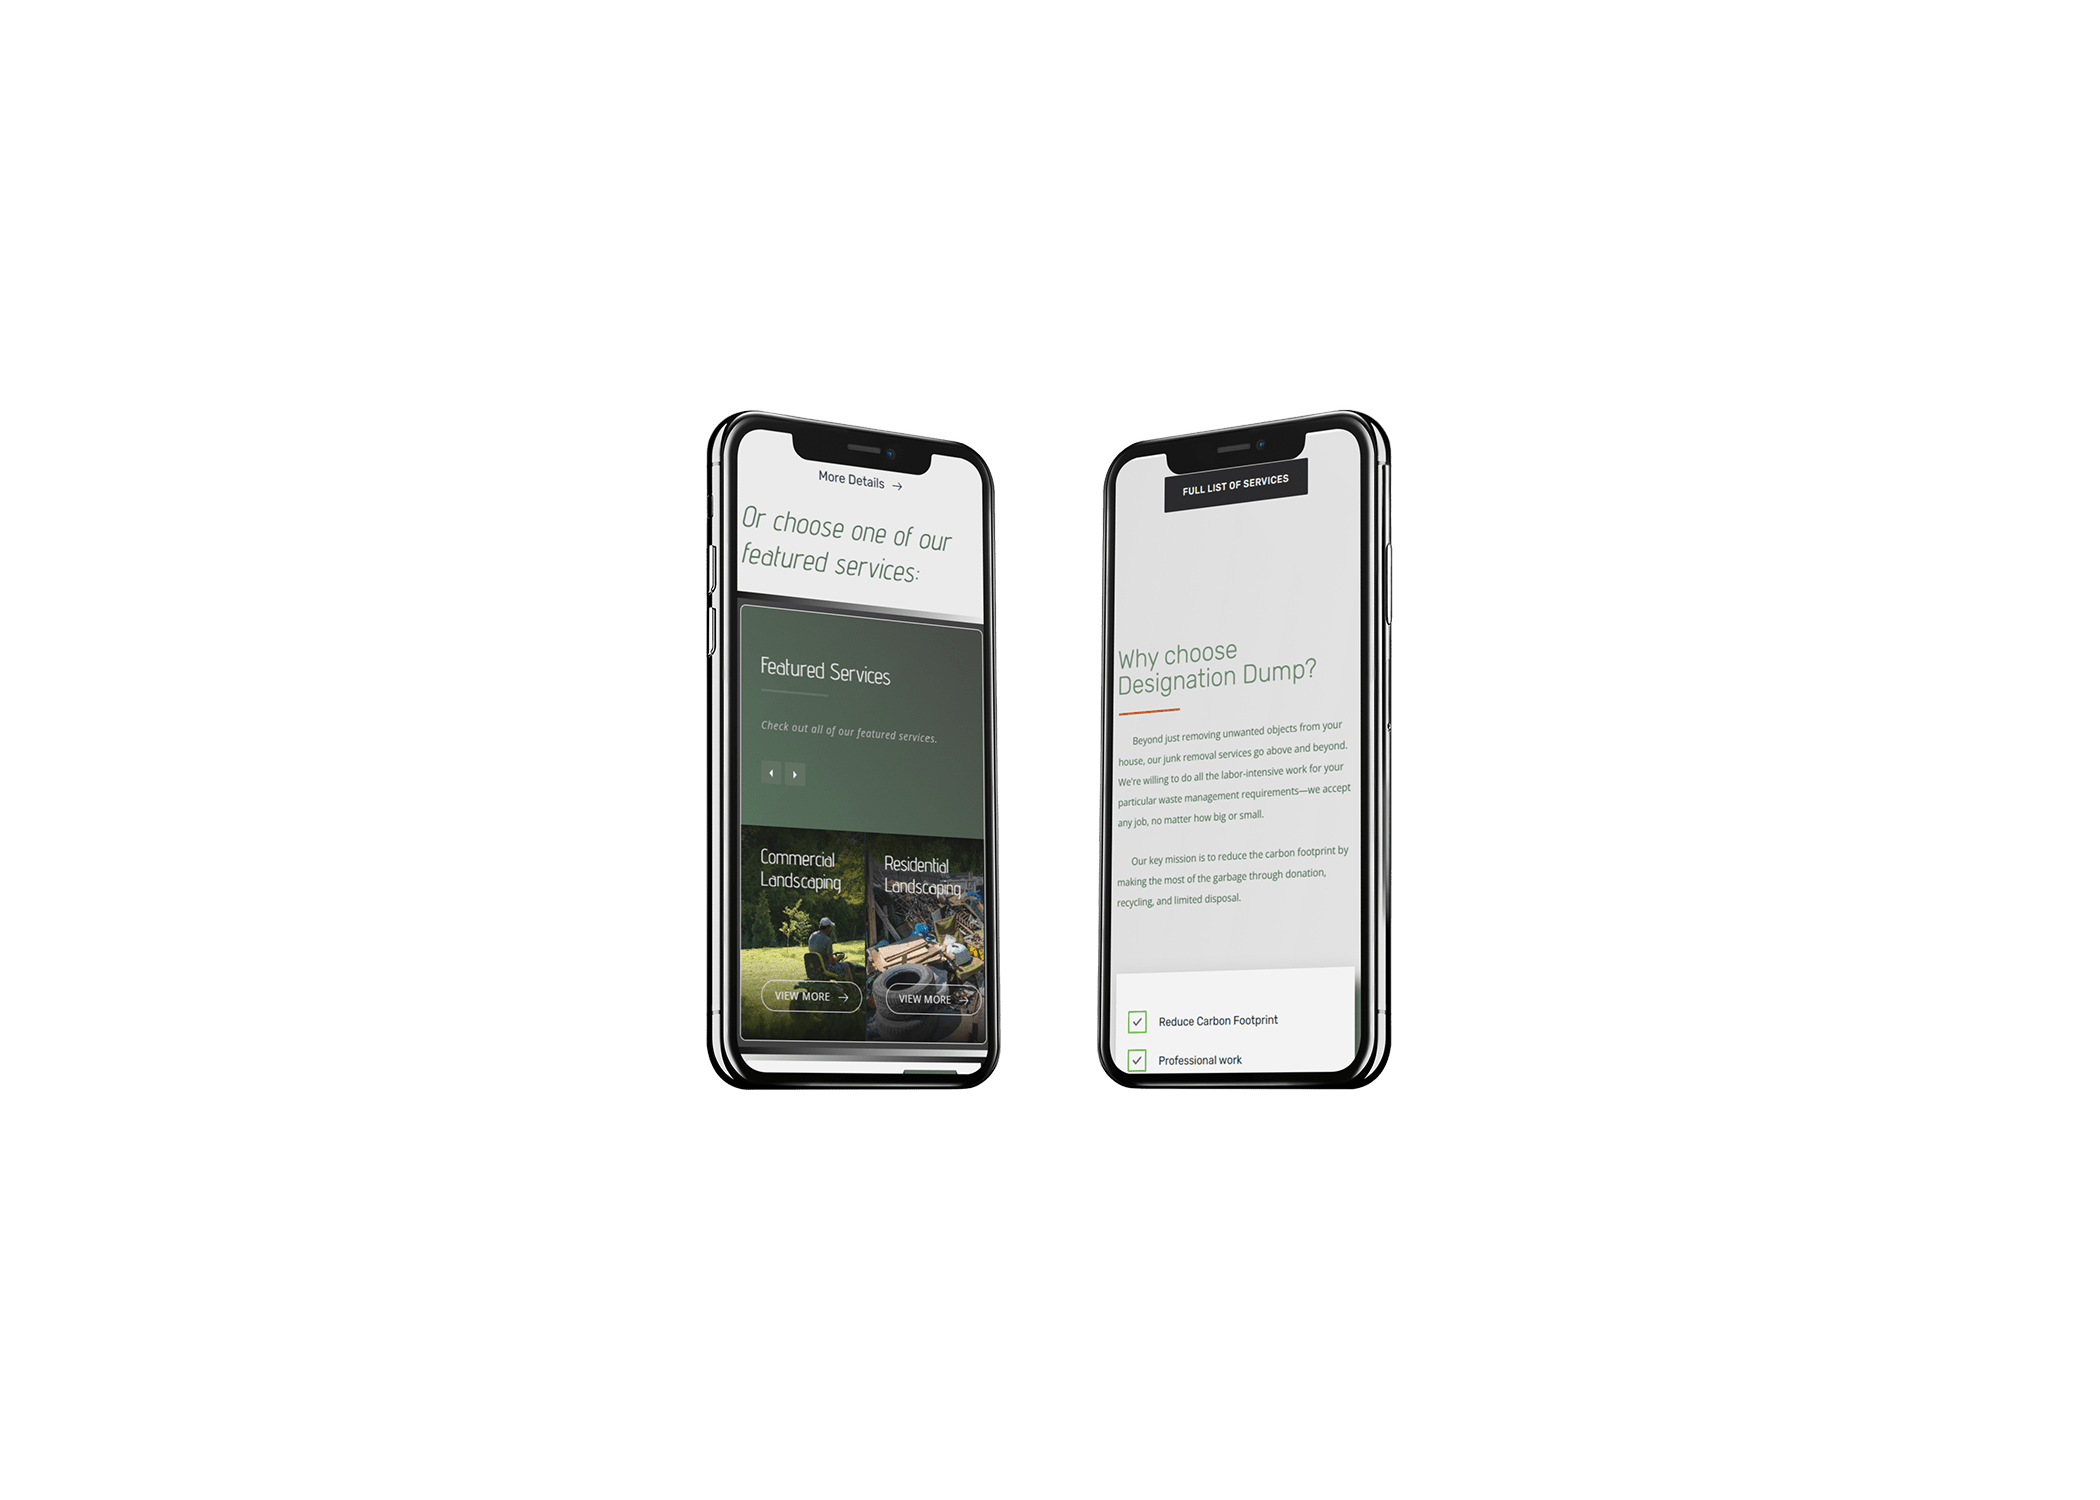 More Details
Or choose one of our
featured services:
Featured Services
Check out all of our featured services.
Commercial
Landscaping
VIEW MORE
Residential
Landscaping
VIEW MORE
FULL LIST OF SERVICES
Why choose
Designation Dump?
Beyond just removing unwanted objects from your
house, our junk removal services go above and beyond.
We're willing to do all the labor-intensive work for your
particular waste management requirements—we accept
any job, no matter how big or small.
Our key mission is to reduce the carbon footprint by
making the most of the garbage through donation,
recycling, and limited disposal.
Reduce Carbon Footprint
Professional work